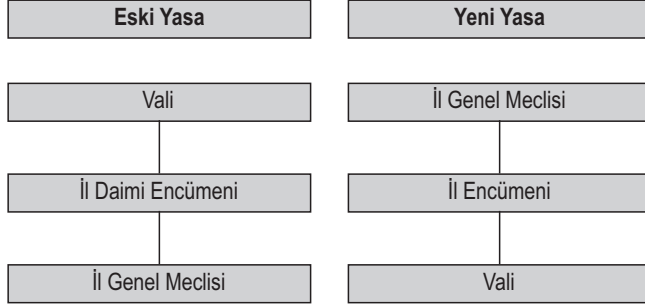 Eski Yasa
Vali
İl Daimi Encümeni
İl Genel Meclisi
Yeni Yasa
İl Genel Meclisi
İl Encümeni
Vali